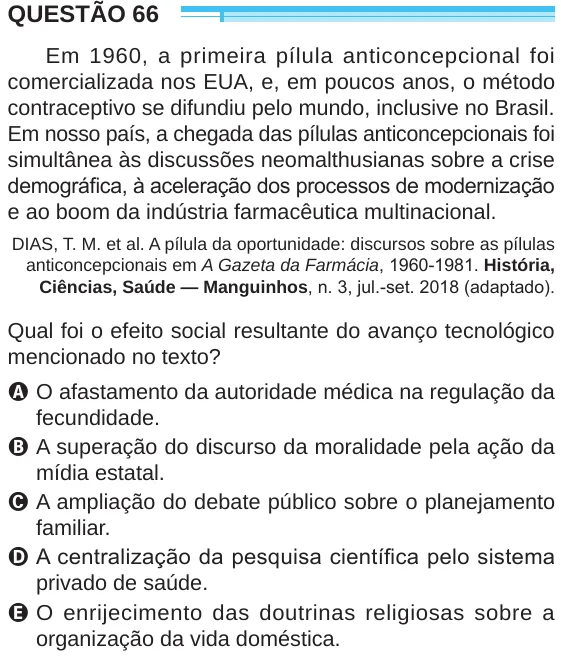 QUESTÃO 66
Em 1960, a primeira pílula anticoncepcional foi
comercializada nos EUA, e, em poucos anos, o método
contraceptivo se difundiu pelo mundo, inclusive no Brasil.
Em nosso país, a chegada das pílulas anticoncepcionais foi
simultânea às discussões neomalthusianas sobre a crise
demográfica, à aceleração dos processos de modernização
e ao boom da indústria farmacêutica multinacional.
DIAS, T. M. et al. A pílula da oportunidade: discursos sobre as pílulas
anticoncepcionais em A Gazeta da Farmácia, 1960-1981. História,
Ciências, Saúde — Manguinhos, n. 3, jul.-set. 2018 (adaptado).
Qual foi o efeito social resultante do avanço tecnológico
mencionado no texto?
A O afastamento da autoridade médica na regulação da
fecundidade.
B A superação do discurso da moralidade pela ação da
mídia estatal.
C A ampliação do debate público sobre o planejamento
familiar.
D A centralização da pesquisa científica pelo sistema
privado de saúde.
E O enrijecimento das doutrinas religiosas sobre a
organização da vida doméstica.